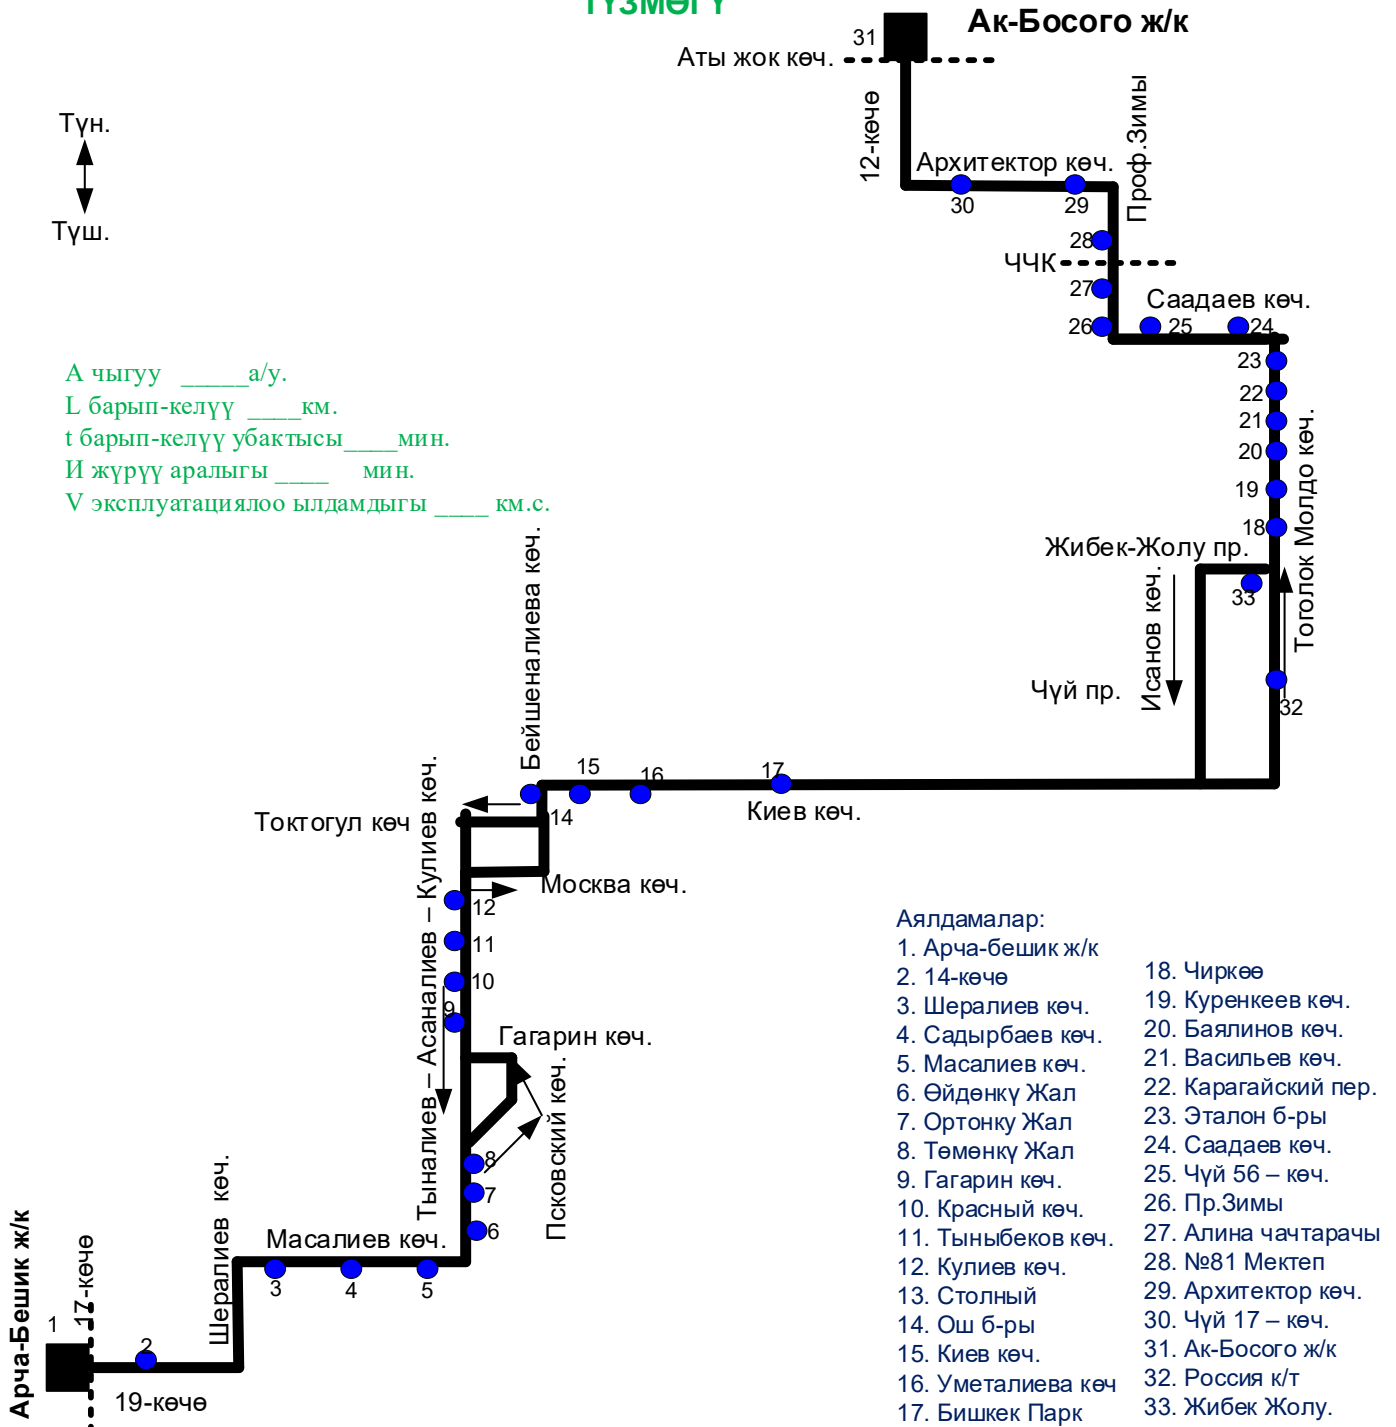 ТҮЗМӨГҮ
Ак-Босого ж/к
31
Аты жок көч.
12-көчө
Түн.
Түш.
Архитектор көч.
Проф.Зимы
30
29
28
ЧЧК
27
Саадаев көч.
26
25
24
23
22
21
20
19
18
Тоголок Молдо көч.
А чыгуу _____а/у.
L барып-келүү ____км.
t барып-келүү убактысы____мин.
И жүрүү аралыгы ____ мин.
V эксплуатациялоо ылдамдыгы ____ км.с.
Жибек-Жолу пр.
33
Исанов көч.
Чүй пр.
32
Бейшеналиева көч.
15
16
17
Киев көч.
14
Токтогул көч
Москва көч.
Тыналиев – Асаналиев – Кулиев көч.
12
11
10
9
Гагарин көч.
Псковский көч.
8
7
6
Шералиев көч.
Масалиев көч.
3
4
5
Арча-Бешик ж/к
17-көчө
1
2
19-көчө
Аялдамалар:
1. Арча-бешик ж/к
2. 14-көчө
3. Шералиев көч.
4. Садырбаев көч.
5. Масалиев көч.
6. Өйдөнкү Жал
7. Ортонку Жал
8. Төмөнкү Жал
9. Гагарин көч.
10. Красный көч.
11. Тыныбеков көч.
12. Кулиев көч.
13. Столный
14. Ош б-ры
15. Киев көч.
16. Уметалиева көч
17. Бишкек Парк
18. Чиркөө
19. Куренкеев көч.
20. Баялинов көч.
21. Васильев көч.
22. Карагайский пер.
23. Эталон б-ры
24. Саадаев көч.
25. Чүй 56 – көч.
26. Пр.Зимы
27. Алина чачтарачы
28. №81 Мектеп
29. Архитектор көч.
30. Чүй 17 – көч.
31. Ак-Босого ж/к
32. Россия к/т
33. Жибек Жолу.